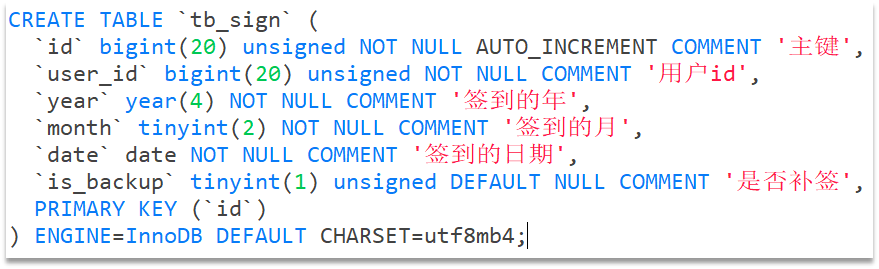 CREATE TABLE `tb_sign` (
  `id` bigint(20) unsigned NOT NULL AUTO_INCREMENT COMMENT '主键',
  `user_id` bigint(20) unsigned NOT NULL COMMENT '用户id',
  `year` year(4) NOT NULL COMMENT '签到的年',
  `month` tinyint(2) NOT NULL COMMENT '签到的月',
  `date` date NOT NULL COMMENT '签到的日期',
  `is_backup` tinyint(1) unsigned DEFAULT NULL COMMENT '是否补签',
  PRIMARY KEY (`id`)
) ENGINE=InnoDB DEFAULT CHARSET=utf8mb4;